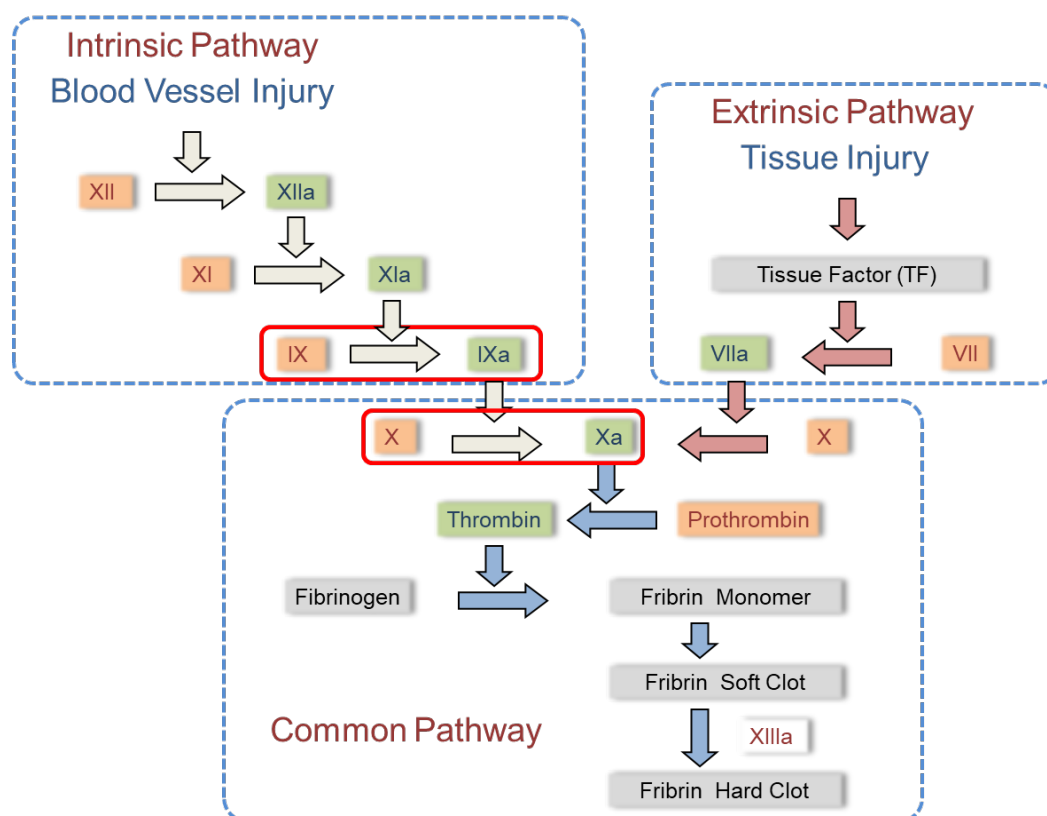 Intrinsic Pathway
Blood Vessel Injury
XII
XIIa
XI
XIa
IX
IXa
Extrinsic Pathway
Tissue Injury
Tissue Factor (TF)
VIIa
VII
X
Xa
X
Thrombin
Prothrombin
Fibrinogen
Fribrin Monomer
Fribrin Soft Clot
Common Pathway
XIIIa
Fribrin Hard Clot